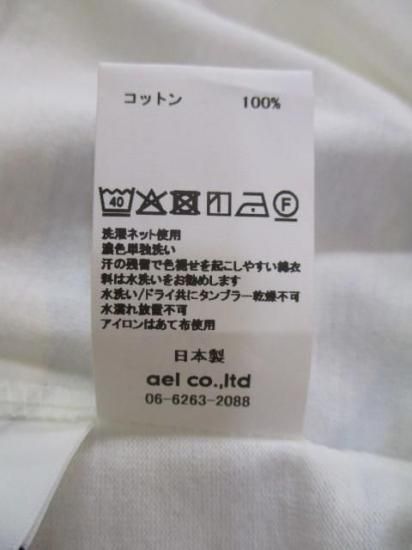 コットン 100%
40 F
洗濯ネット使用
濃色単独洗い
汗の残留で色褪せを起こしやすい綿衣
料は水洗いをお勧めします
水洗い/ドライ共にタンブラー乾燥不可
水濡れ放置不可
アイロンはあて布使用
日本製
ael co.,ltd
06-6263-2088